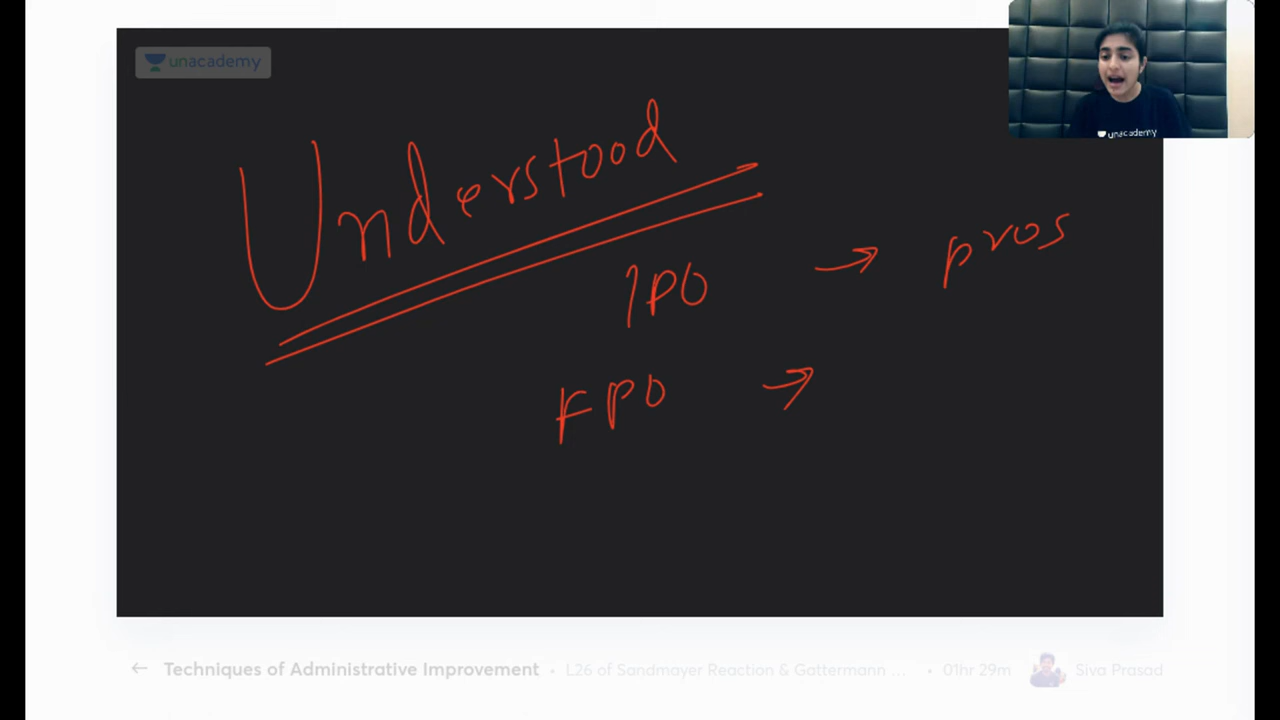 unacademy
unacademy
Understood
IPO → pros
FPO →
← Techniques of Administrative Improvement • L26 of Sandmayer Reaction & Gattermann ... • 01hr 29m Siva Prasad